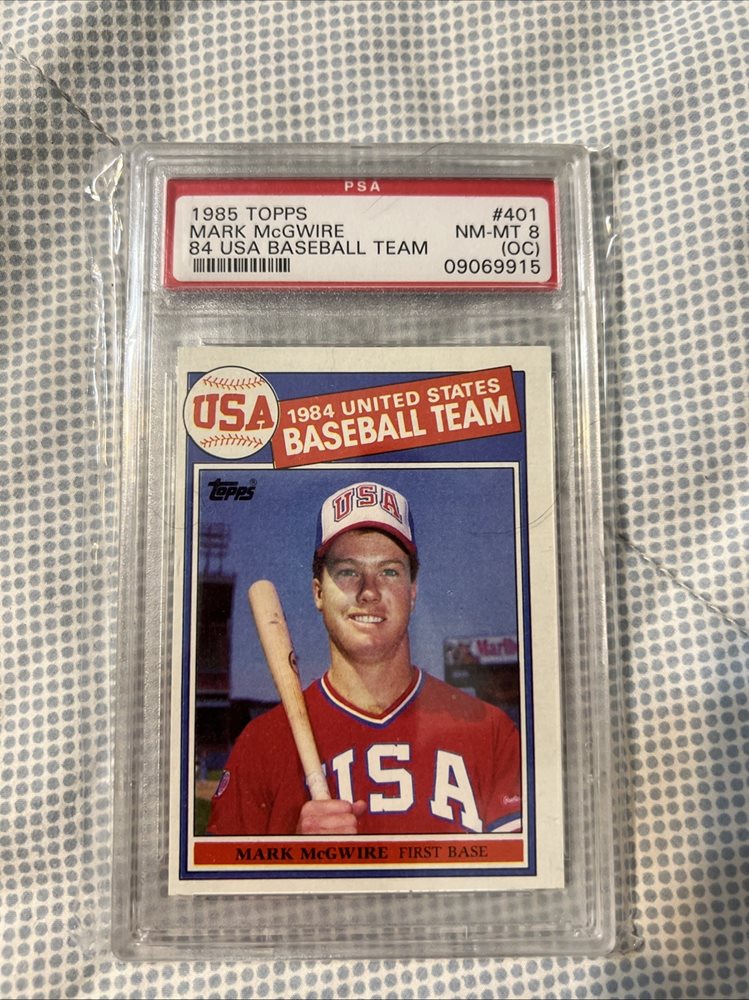 PSA
1985 TOPPS #401
MARK McGWIRE NM-MT 8
84 USA BASEBALL TEAM (OC)
09069915
USA
1984 UNITED STATES
BASEBALL TEAM
Topps®
USA
Marlb
USA
MARK McGWIRE FIRST BASE